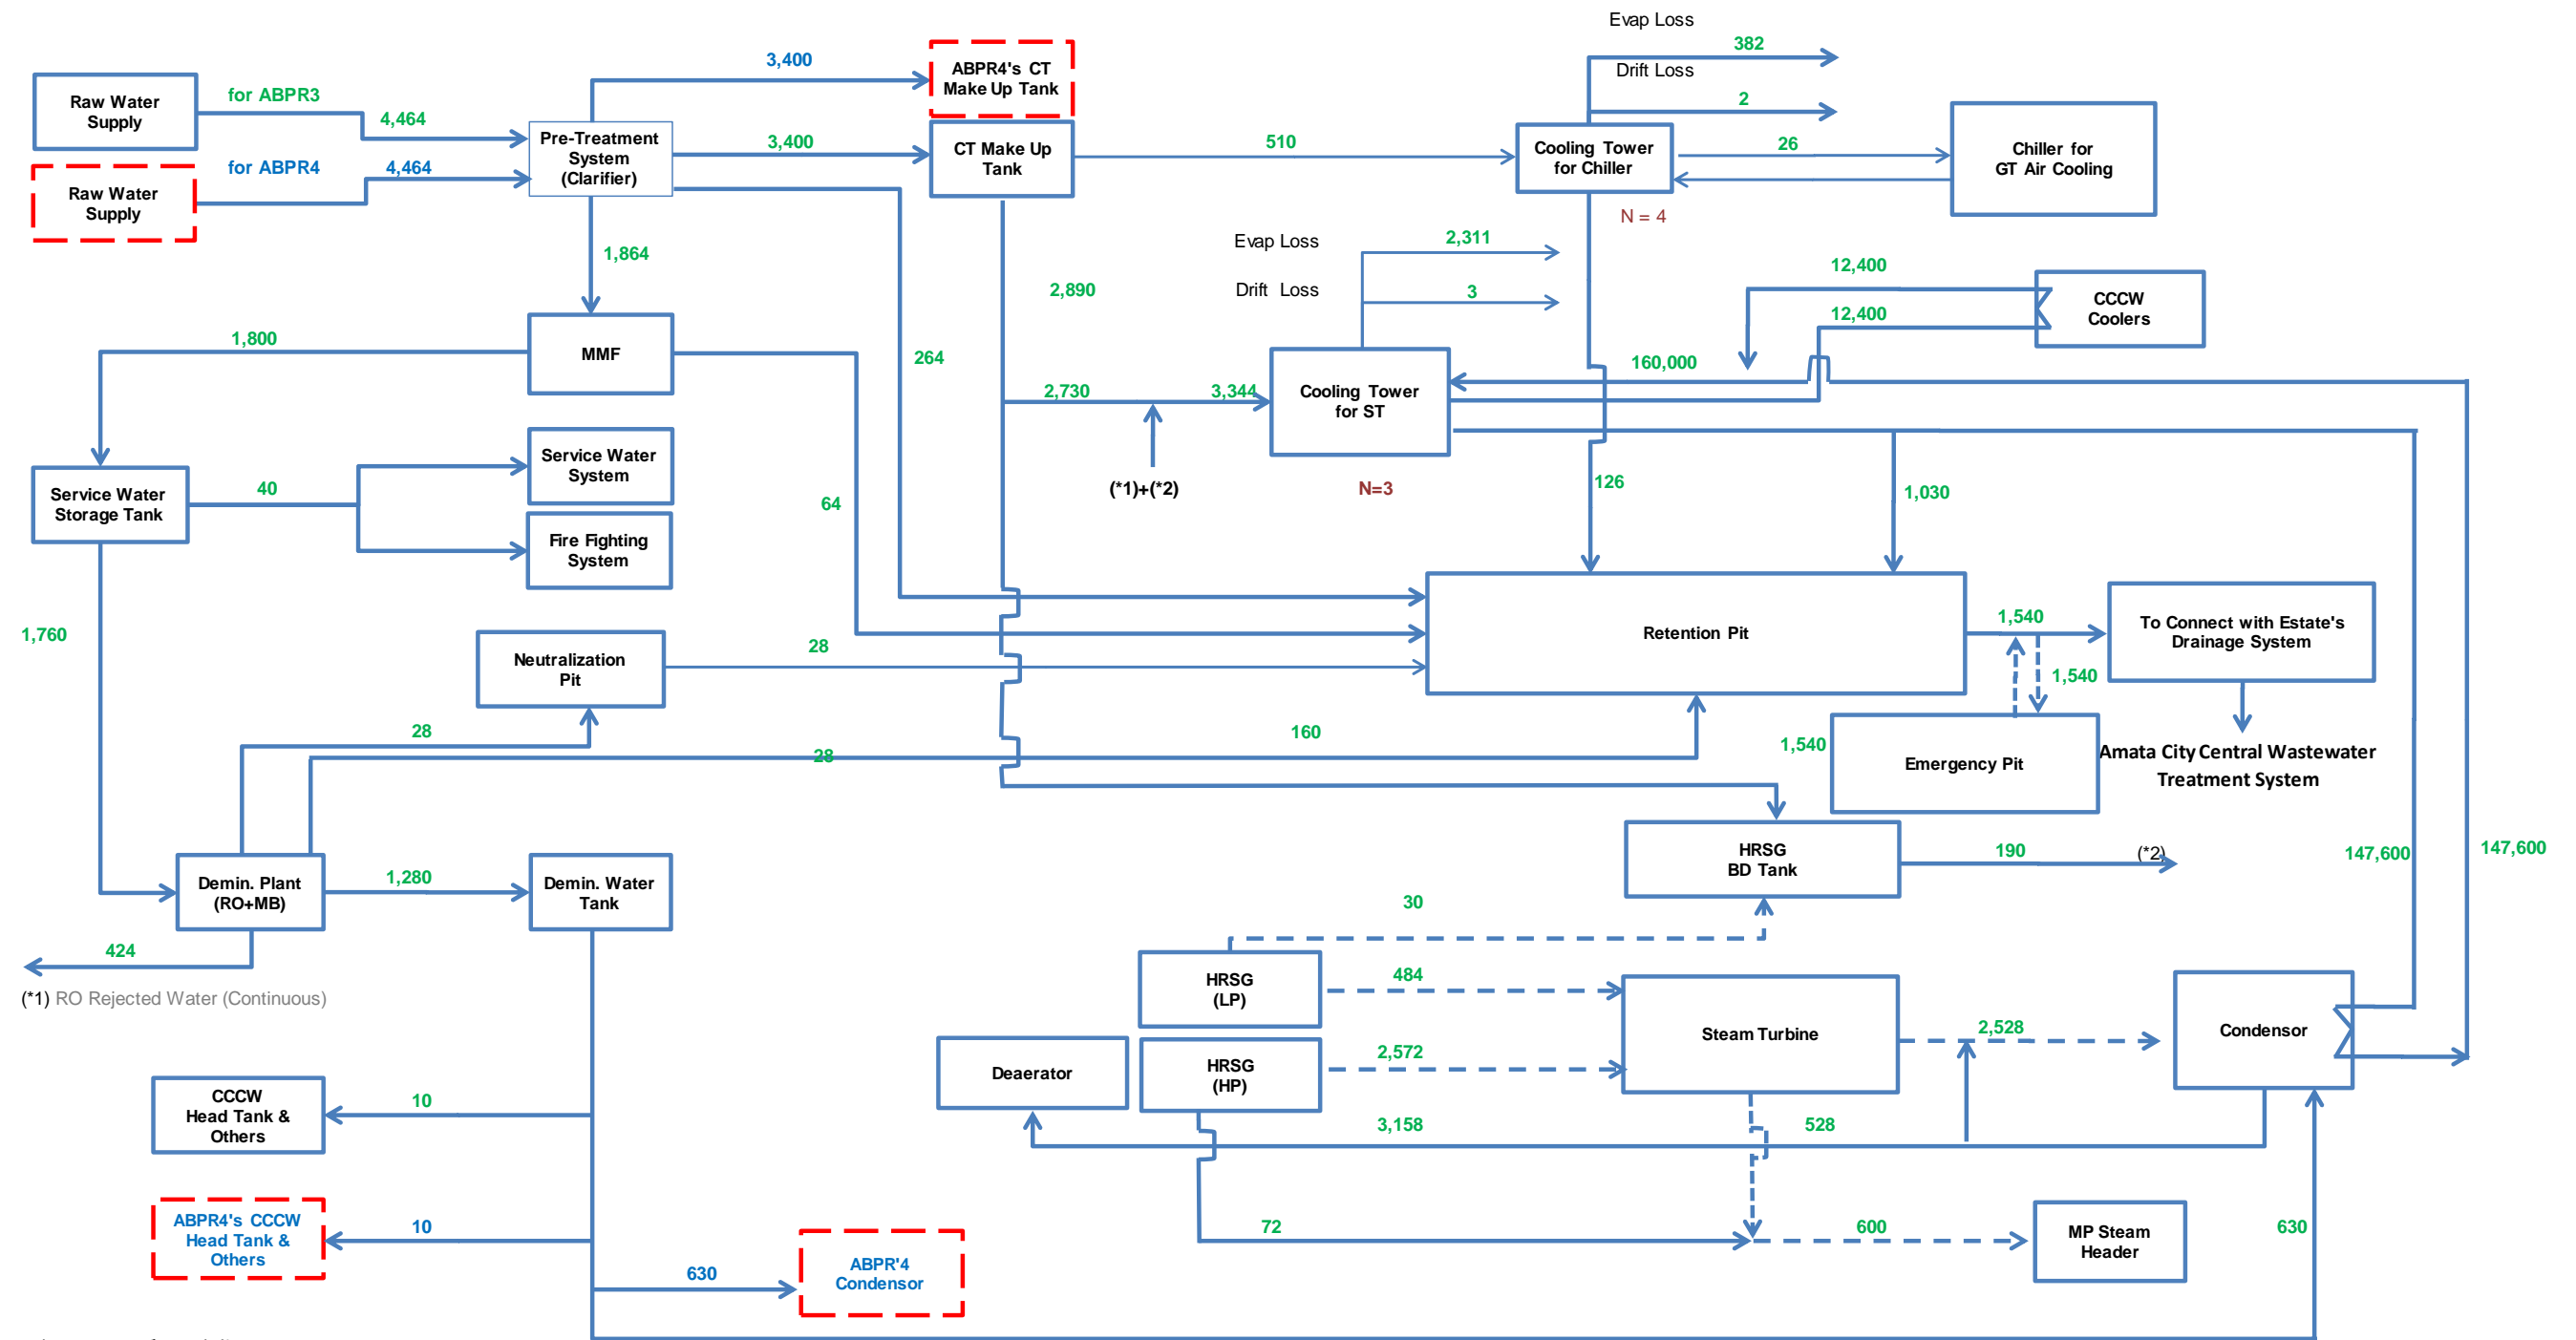 Evap Loss
382
Drift Loss
2
3,400
ABPR4's CT
Make Up Tank
Raw Water
Supply
for ABPR3
4,464
Pre-Treatment
System
(Clarifier)
3,400
CT Make Up
Tank
510
Cooling Tower
for Chiller
26
Chiller for
GT Air Cooling
for ABPR4
4,464
Raw Water
Supply
N = 4
1,864
Evap Loss
2,311
Drift Loss
3
2,890
12,400
CCCW
Coolers
12,400
1,800
MMF
264
160,000
2,730
3,344
Cooling Tower
for ST
(*1)+(*2)
N=3
126
1,030
Service Water
Storage Tank
40
Service Water
System
Fire Fighting
System
64
1,760
Neutralization
Pit
28
Retention Pit
1,540
To Connect with Estate's
Drainage System
1,540
28
28
160
1,540
Emergency Pit
Amata City Central Wastewater
Treatment System
Demin. Plant
(RO+MB)
1,280
Demin. Water
Tank
HRSG
BD Tank
190
(*2)
147,600
147,600
30
424
(*1) RO Rejected Water (Continuous)
HRSG
(LP)
484
Steam Turbine
2,528
Condensor
Deaerator
HRSG
(HP)
2,572
CCCW
Head Tank &
Others
10
3,158
528
ABPR4's CCCW
Head Tank &
Others
10
72
600
MP Steam
Header
630
630
ABPR'4
Condensor